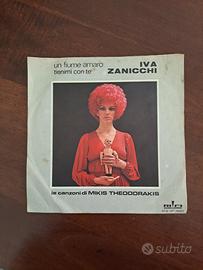 un fiume amaro
tienimi con te
IVA
ZANICCHI
le canzoni di MIKIS THEODORAKIS
subito